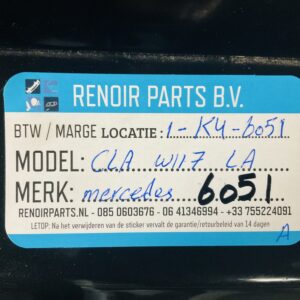 RENOIR PARTS B.V.
BTW / MARGE LOCATIE : 1-K4-6051
MODEL: CLA W117 LA
MERK: mercedes 6051
RENOIRPARTS.NL - 085 0603676 - 06 41346994 - +33 755224091
LETOP: Na het verwijderen van de sticker vervalt de garantie/retourbeleid van 14 dagen
A